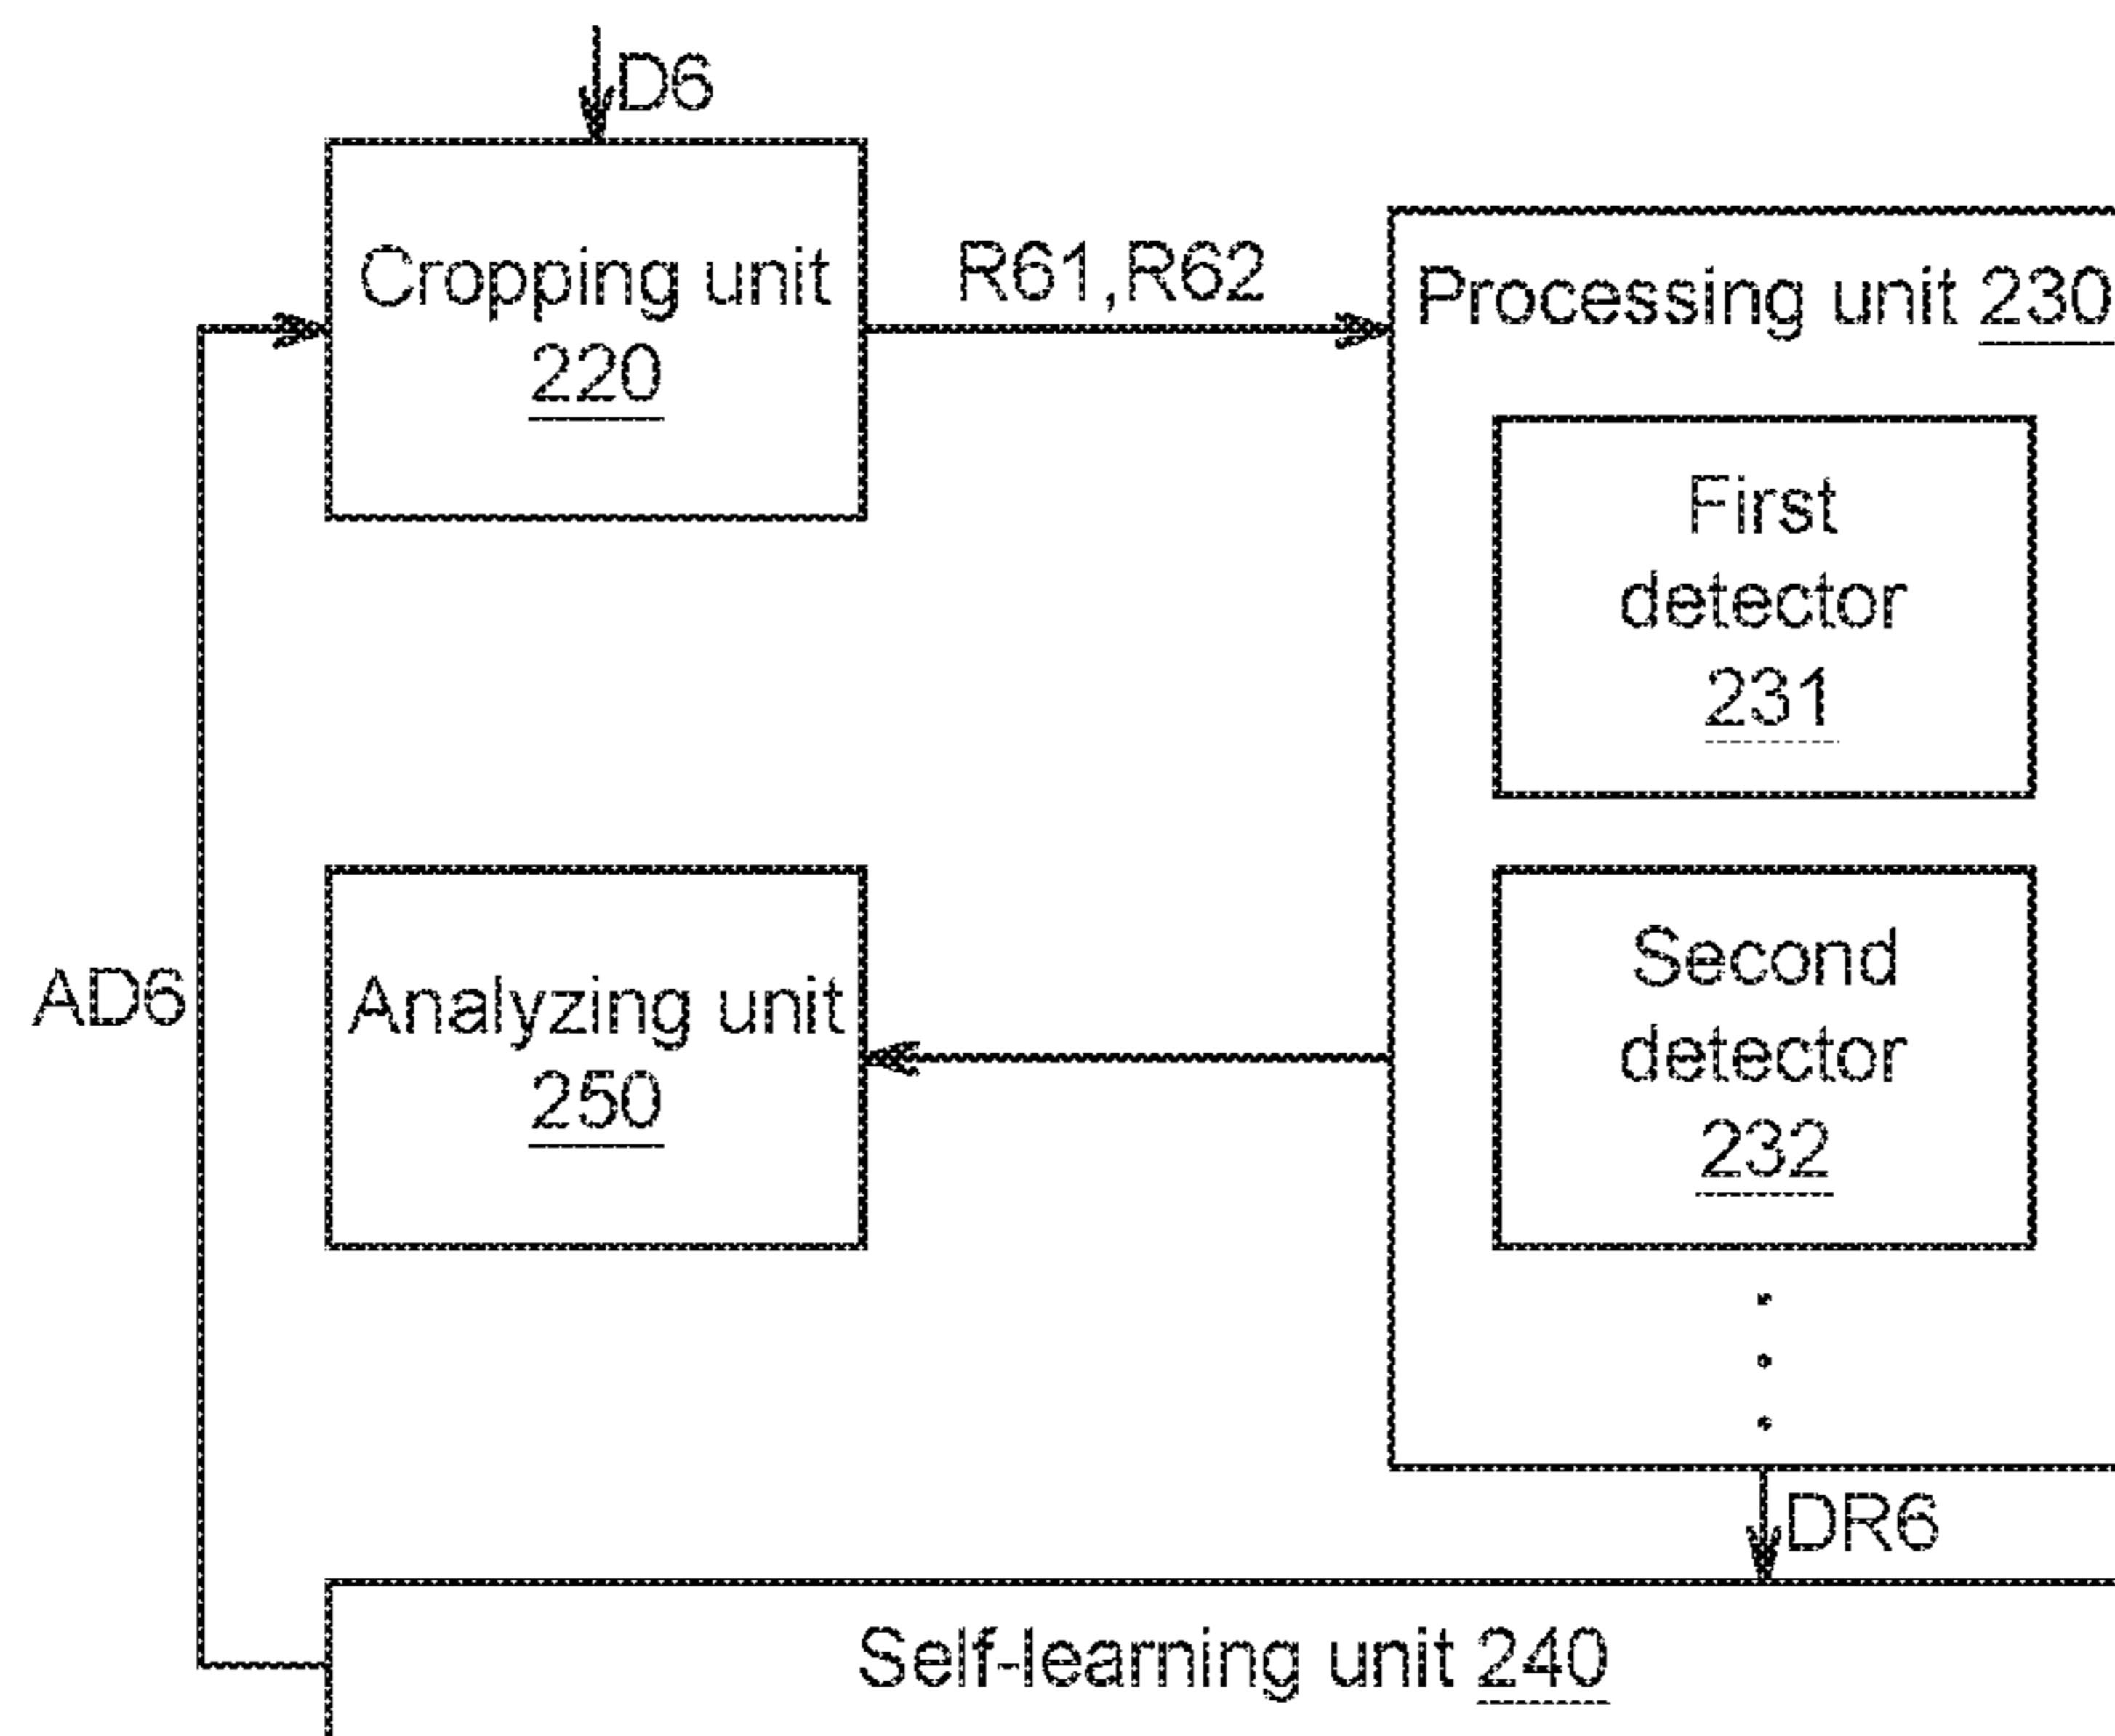 D6
Cropping unit
220
R61,R62
Processing unit 230
First
detector
231
Second
detector
232
AD6
Analyzing unit
250
DR6
Self-learning unit 240